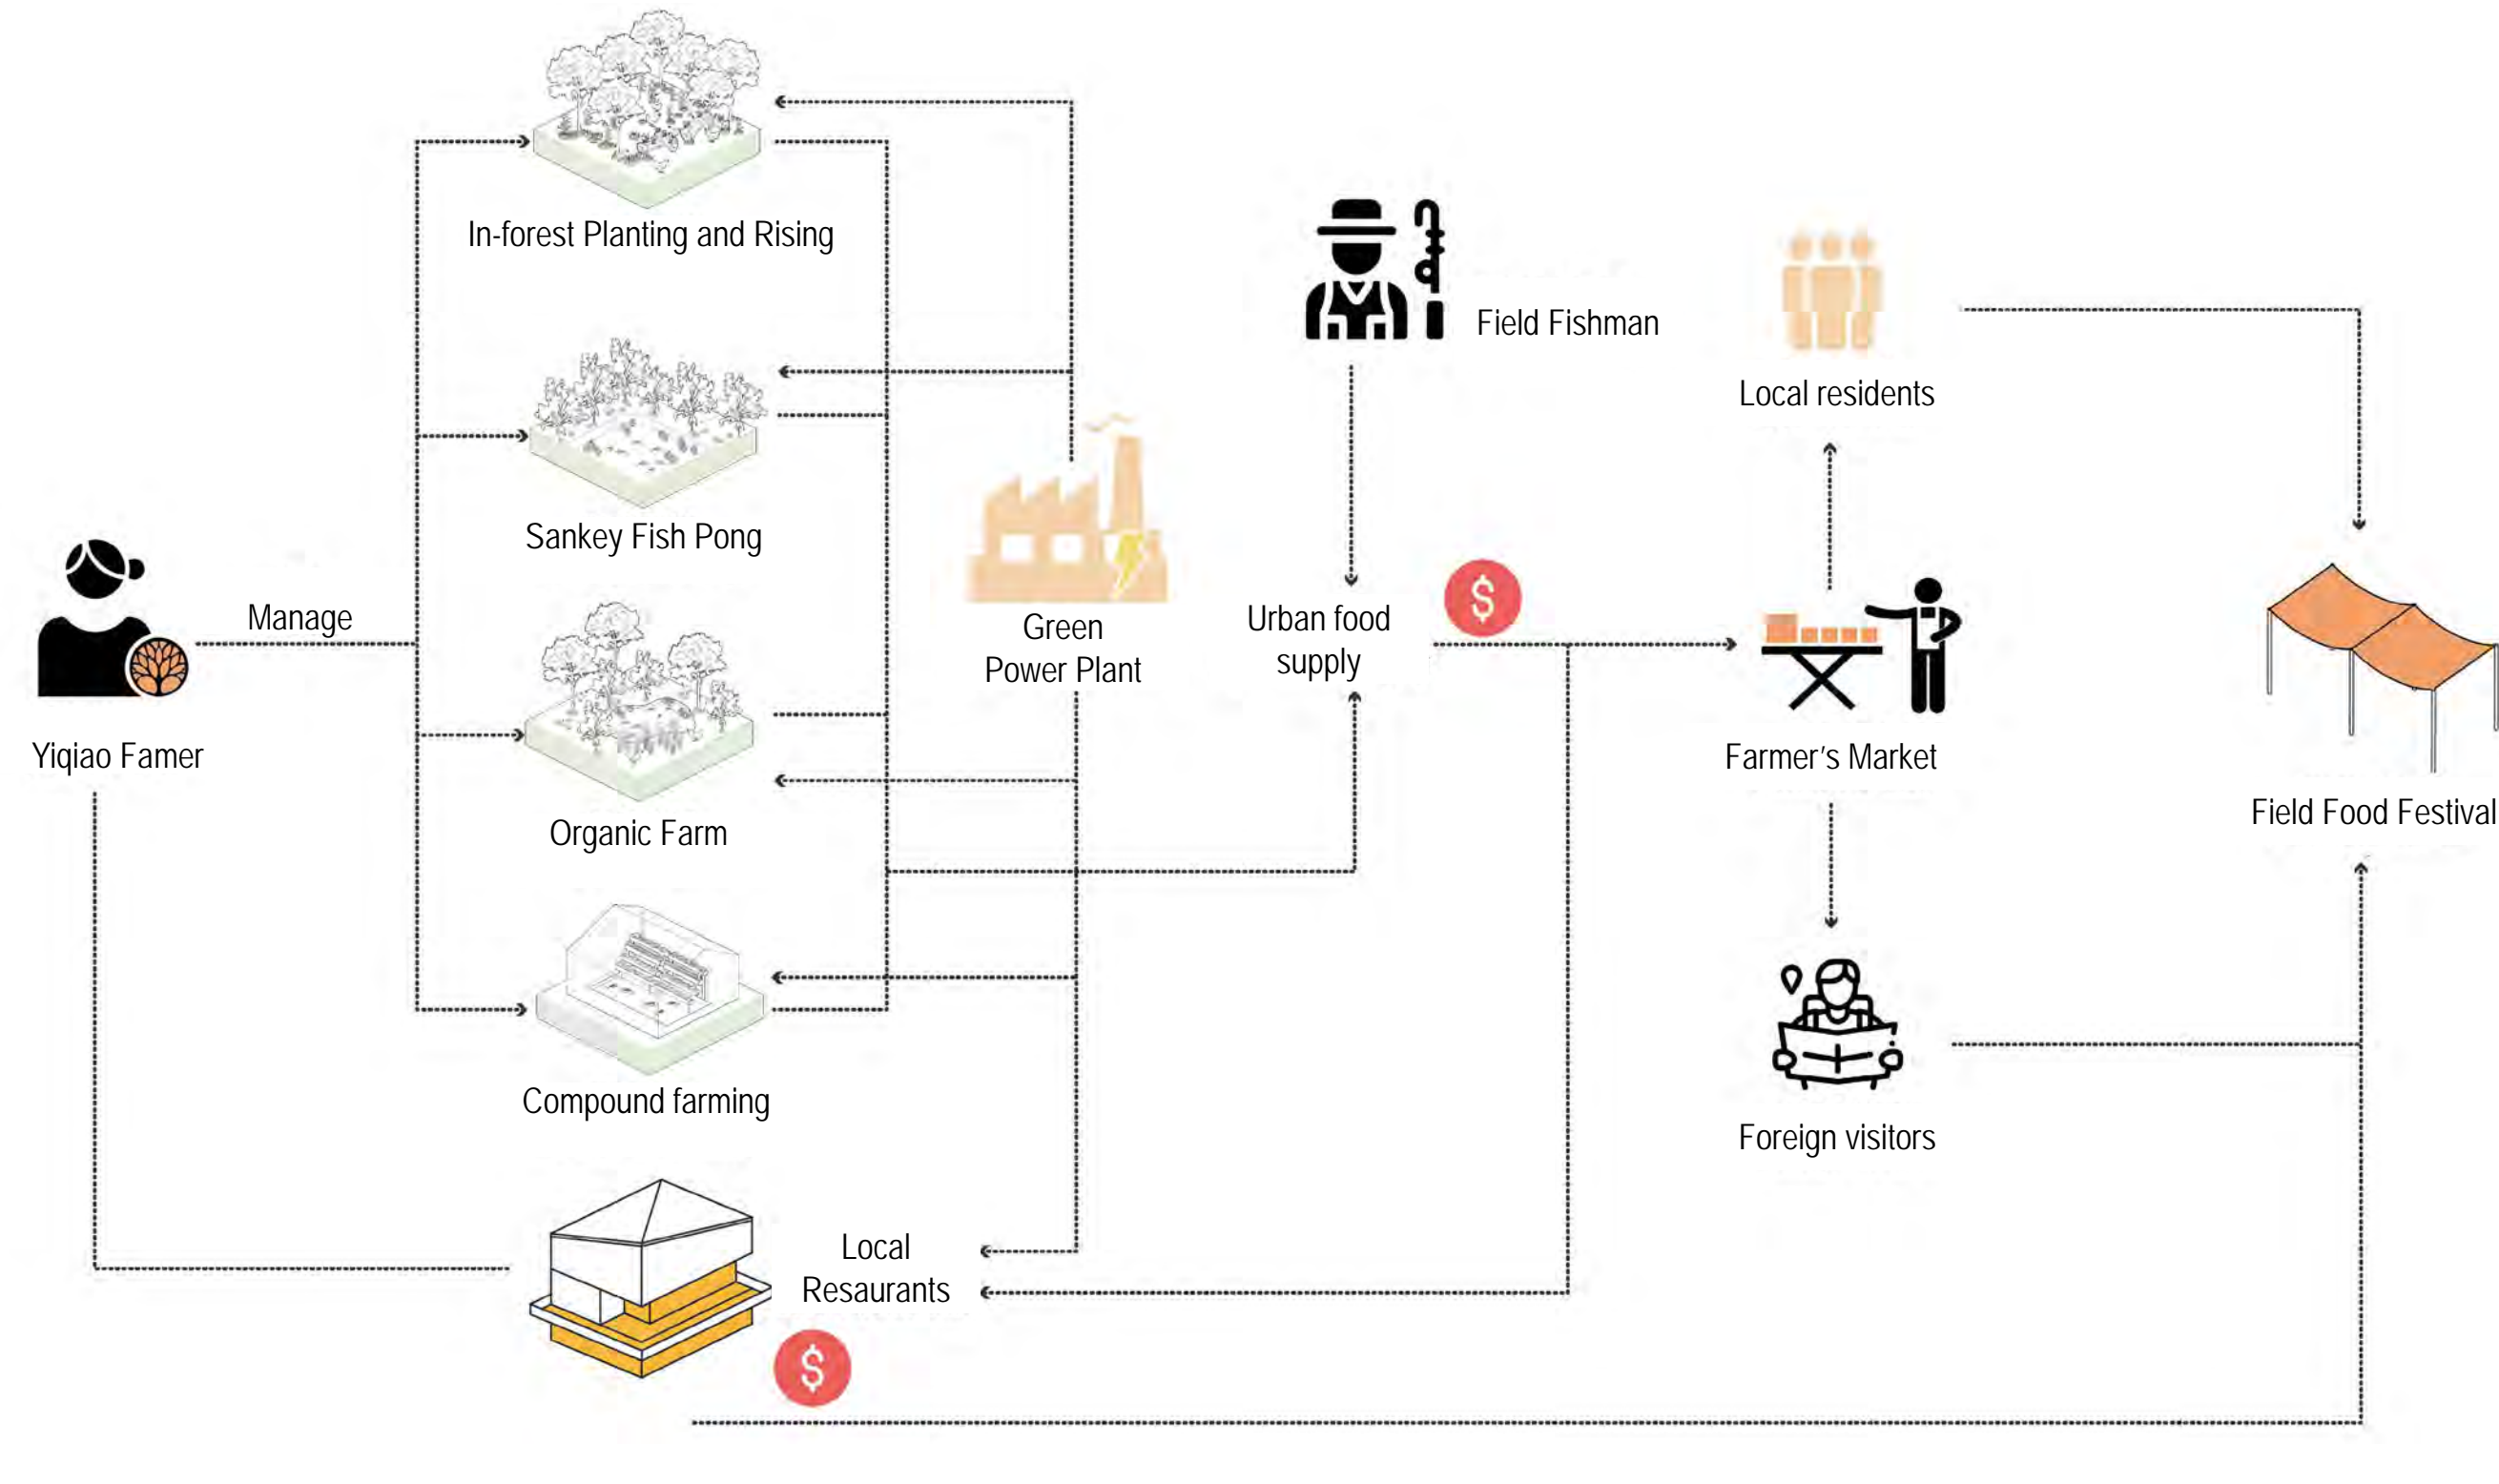 In-forest Planting and Rising
Field Fishman
Local residents
Sankey Fish Pong
Manage
Green
Power Plant
Urban food
supply
$
Yiqiao Famer
Farmer's Market
Organic Farm
Field Food Festival
Compound farming
Foreign visitors
Local
Resaurants
$